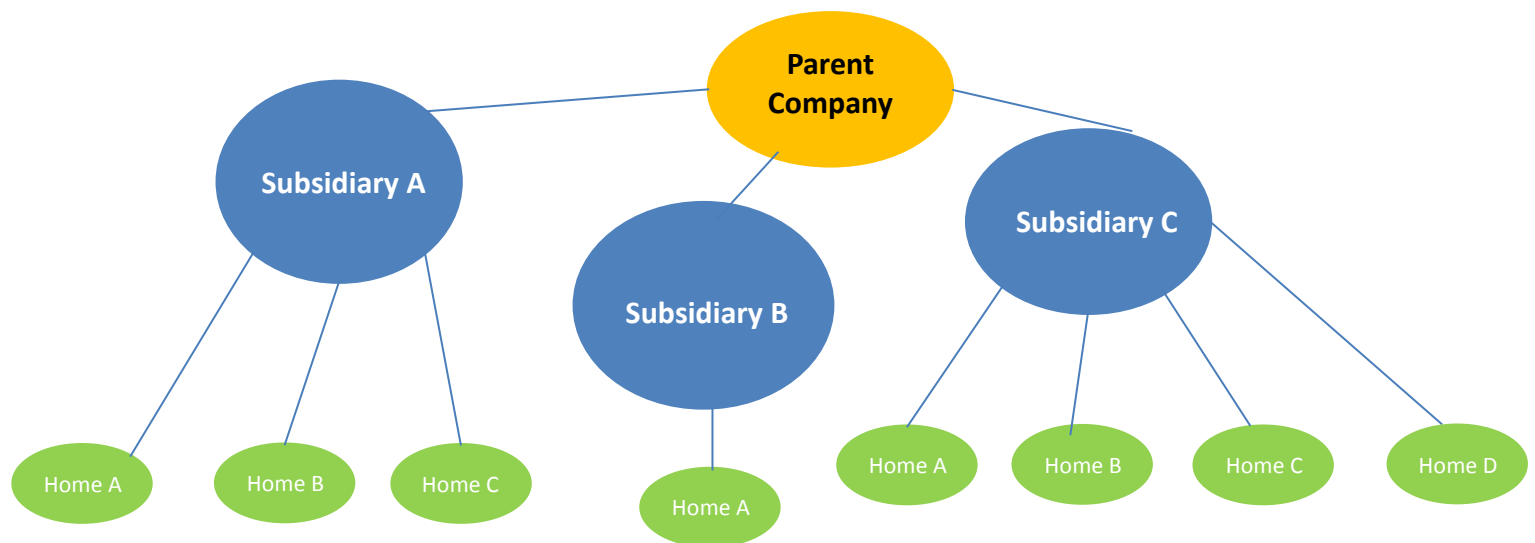 Parent
Company
Subsidiary A
Subsidiary B
Subsidiary C
Home A
Home B
Home C
Home A
Home A
Home B
Home C
Home D